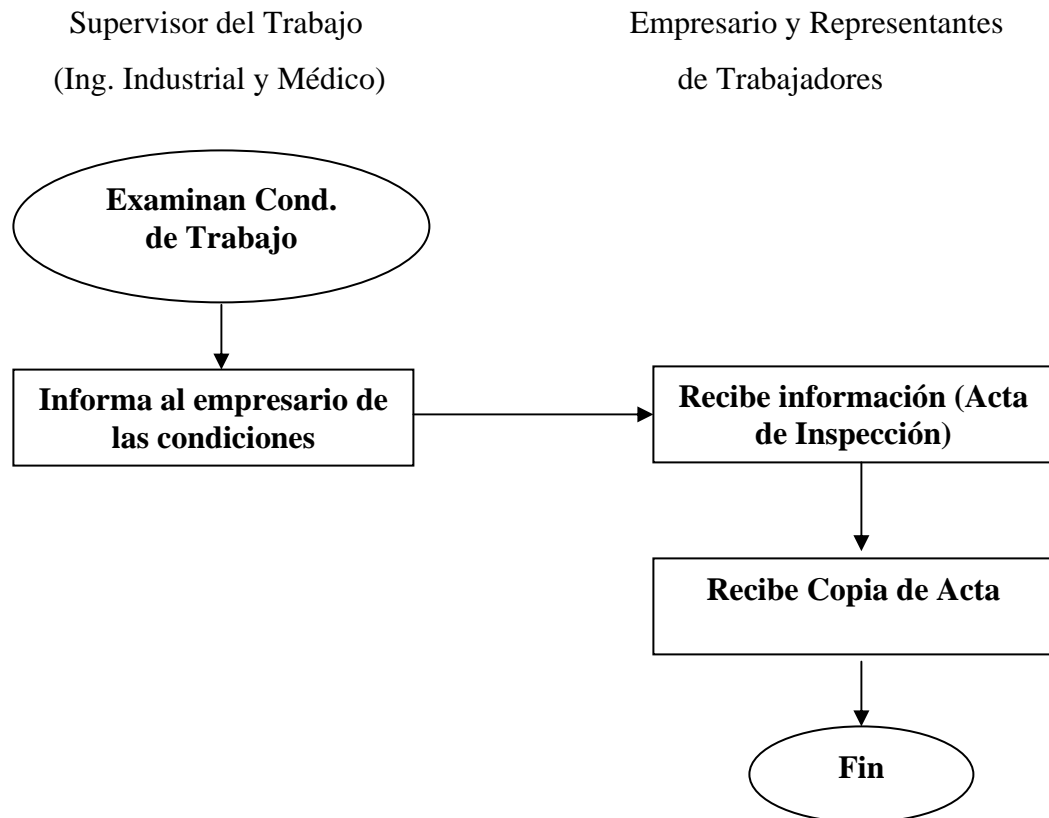 Supervisor del Trabajo
(Ing. Industrial y Médico)
Empresario y Representantes
de Trabajadores
Examinan Cond.
de Trabajo
Informa al empresario de
las condiciones
Recibe información (Acta
de Inspección)
Recibe Copia de Acta
Fin